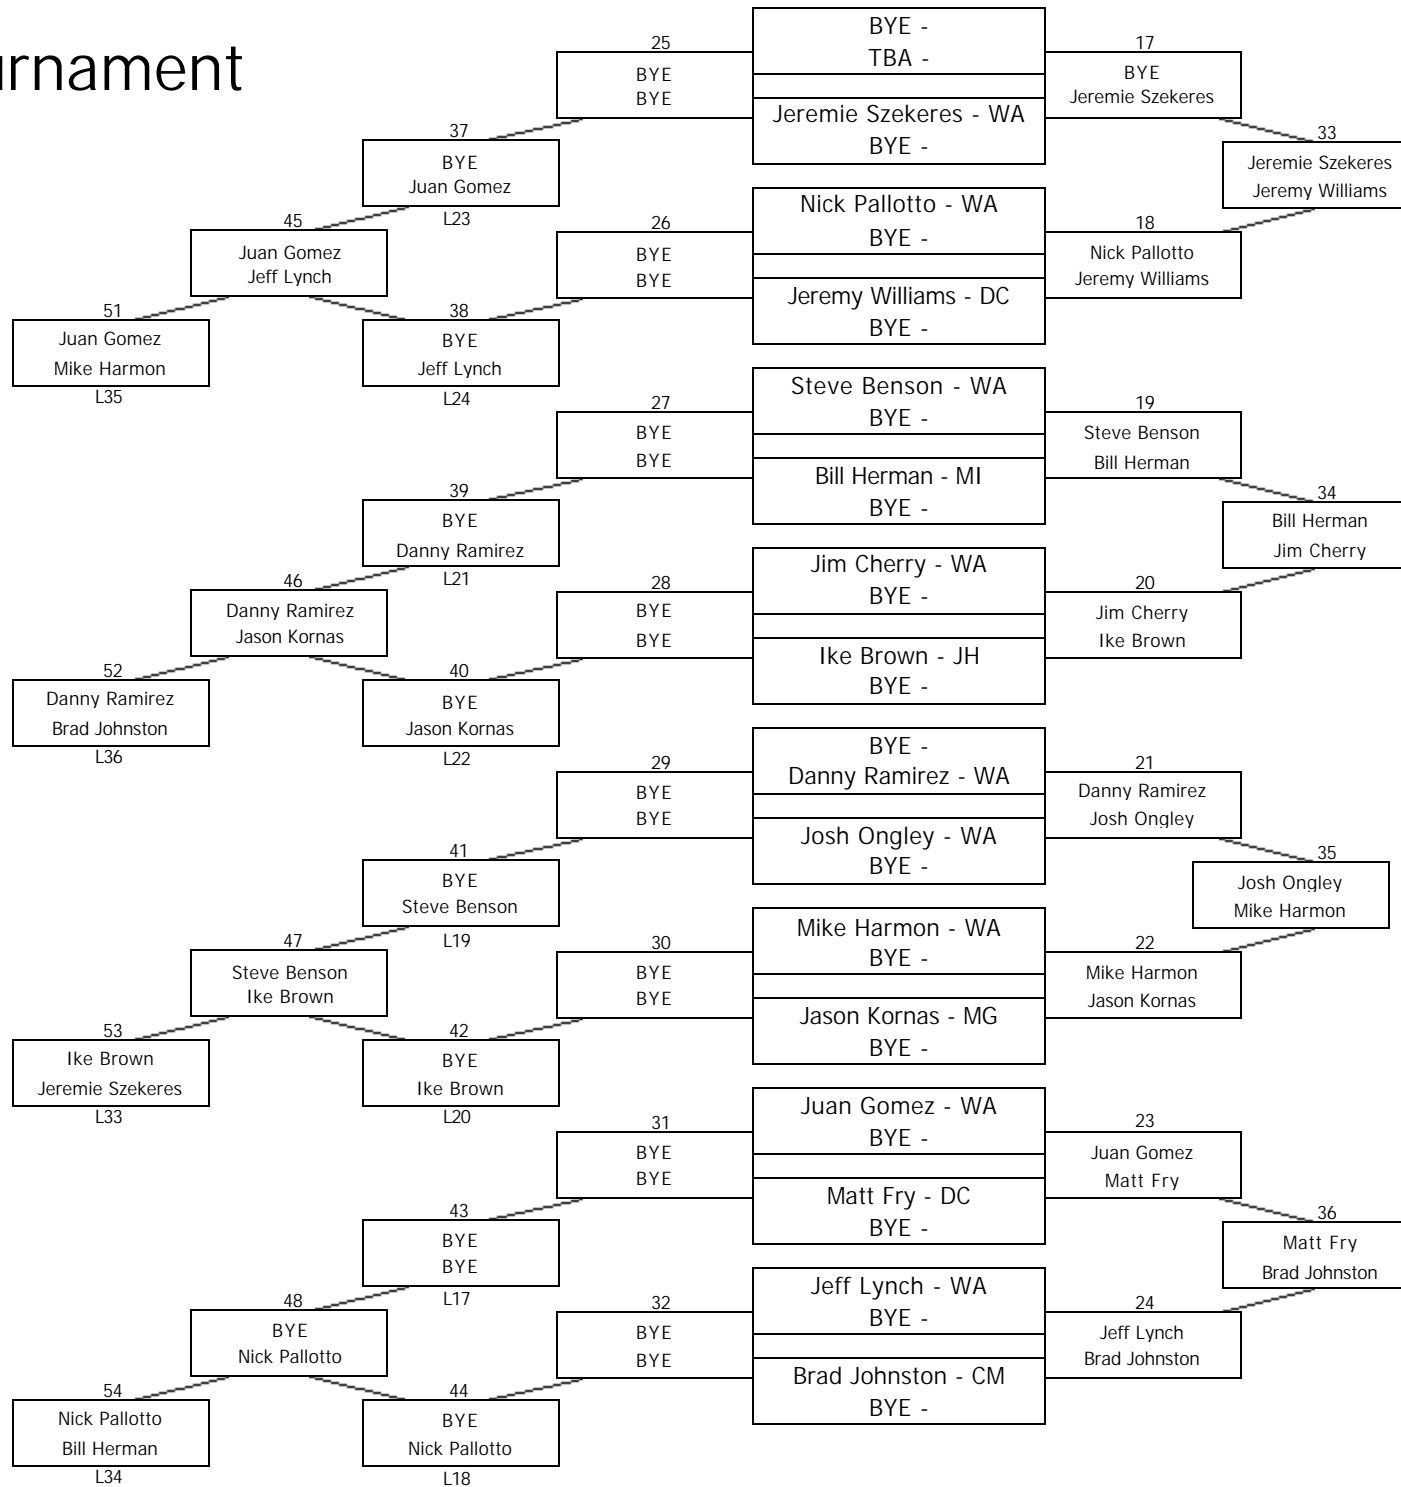 urnament
BYE -
TBA -
Jeremie Szekeres - WA
BYE -
Nick Pallotto - WA
BYE -
Jeremy Williams - DC
BYE -
Steve Benson - WA
BYE -
Bill Herman - MI
BYE -
Jim Cherry - WA
BYE -
Ike Brown - JH
BYE -
BYE -
Danny Ramirez - WA
Josh Ongley - WA
BYE -
Mike Harmon - WA
BYE -
Jason Kornas - MG
BYE -
Juan Gomez - WA
BYE -
Matt Fry - DC
BYE -
Jeff Lynch - WA
BYE -
Brad Johnston - CM
BYE -
17
BYE
Jeremie Szekeres
18
Nick Pallotto
Jeremy Williams
19
Steve Benson
Bill Herman
20
Jim Cherry
Ike Brown
21
Danny Ramirez
Josh Ongley
22
Mike Harmon
Jason Kornas
23
Juan Gomez
Matt Fry
24
Jeff Lynch
Brad Johnston
33
Jeremie Szekeres
Jeremy Williams
34
Bill Herman
Jim Cherry
35
Josh Ongley
Mike Harmon
36
Matt Fry
Brad Johnston
25
BYE
BYE
26
BYE
BYE
27
BYE
BYE
28
BYE
BYE
29
BYE
BYE
30
BYE
BYE
31
BYE
BYE
32
BYE
BYE
37
BYE
Juan Gomez
L23
38
BYE
Jeff Lynch
L24
39
BYE
Danny Ramirez
L21
40
BYE
Jason Kornas
L22
41
BYE
Steve Benson
L19
42
BYE
Ike Brown
L20
43
BYE
BYE
L17
44
BYE
Nick Pallotto
L18
45
Juan Gomez
Jeff Lynch
46
Danny Ramirez
Jason Kornas
47
Steve Benson
Ike Brown
48
BYE
Nick Pallotto
51
Juan Gomez
Mike Harmon
L35
52
Danny Ramirez
Brad Johnston
L36
53
Ike Brown
Jeremie Szekeres
L33
54
Nick Pallotto
Bill Herman
L34